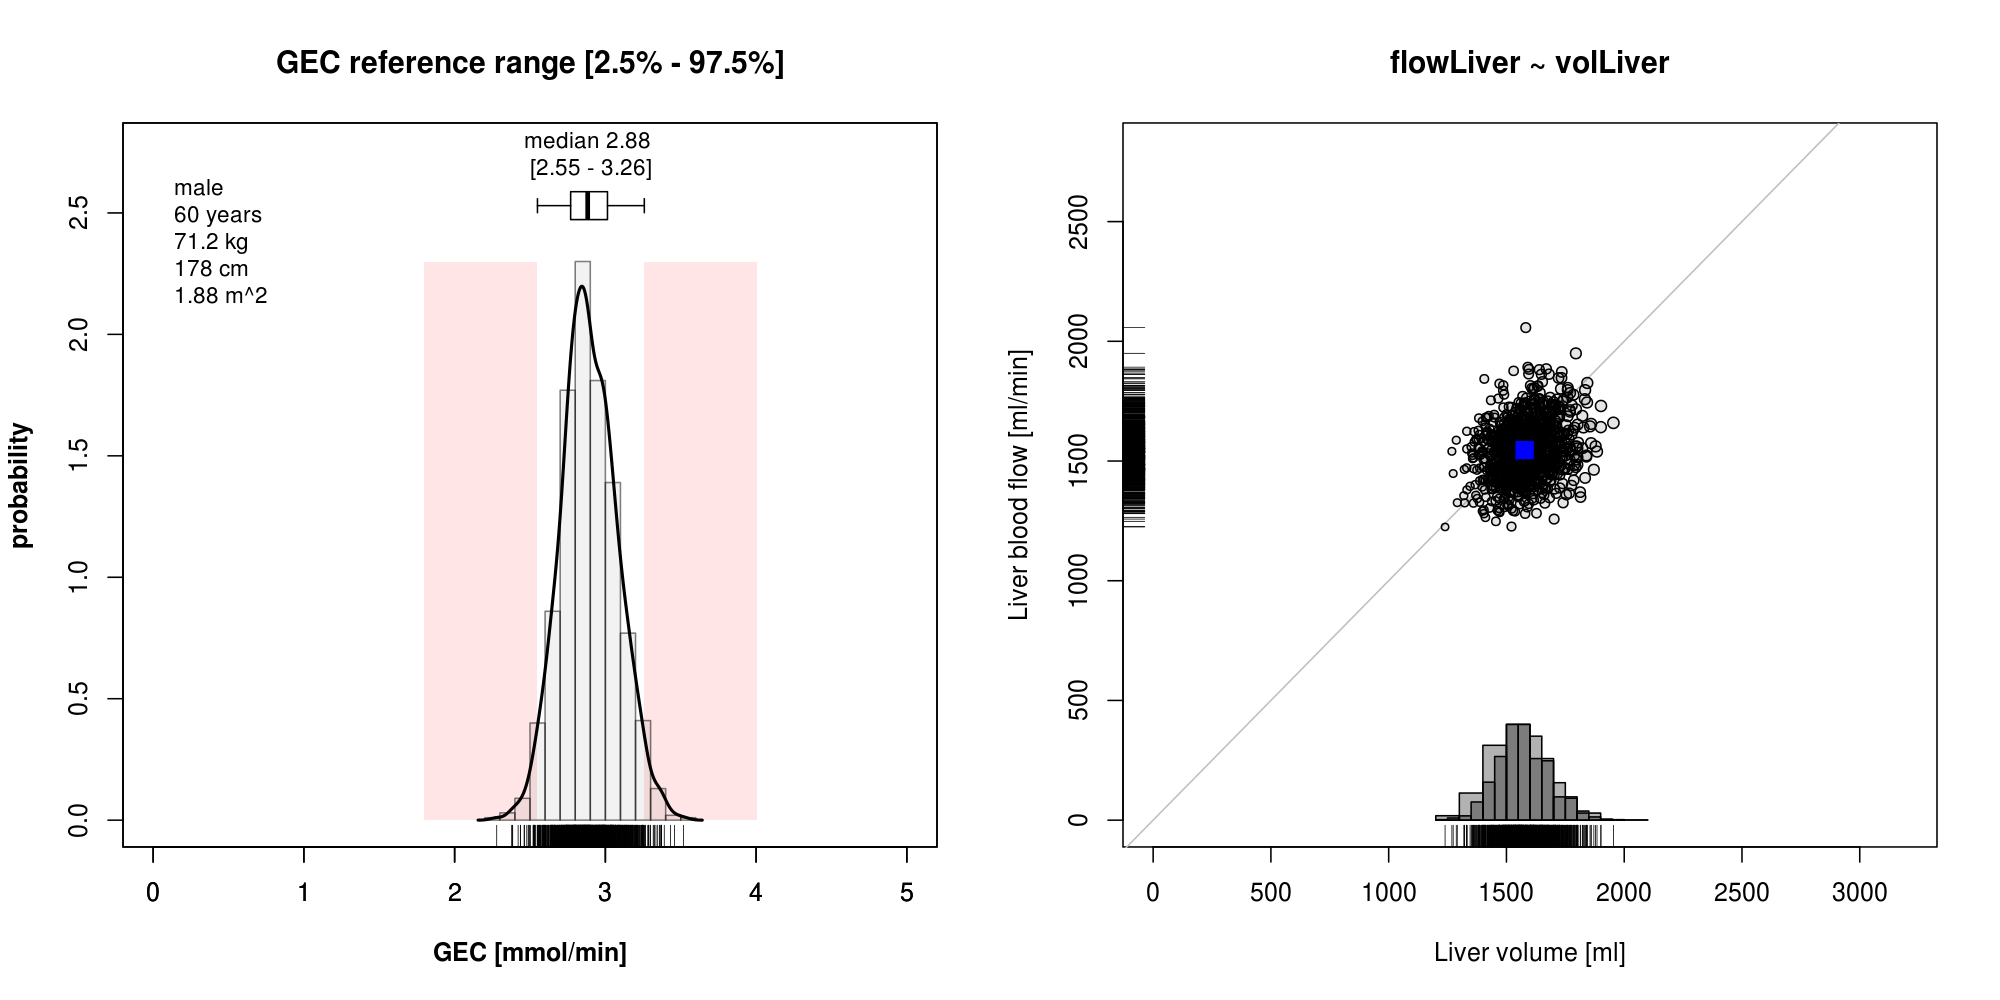 GEC reference range [2.5% - 97.5%]
median 2.88
[2.55 - 3.26]
male
60 years
71.2 kg
178 cm
1.88 m^2
probability
0.0
0.5
1.0
1.5
2.0
2.5
0 1 2 3 4 5
GEC [mmol/min]
flowLiver ~ volLiver
Liver blood flow [ml/min]
0
500
1000
1500
2000
2500
0 500 1000 1500 2000 2500 3000
Liver volume [ml]